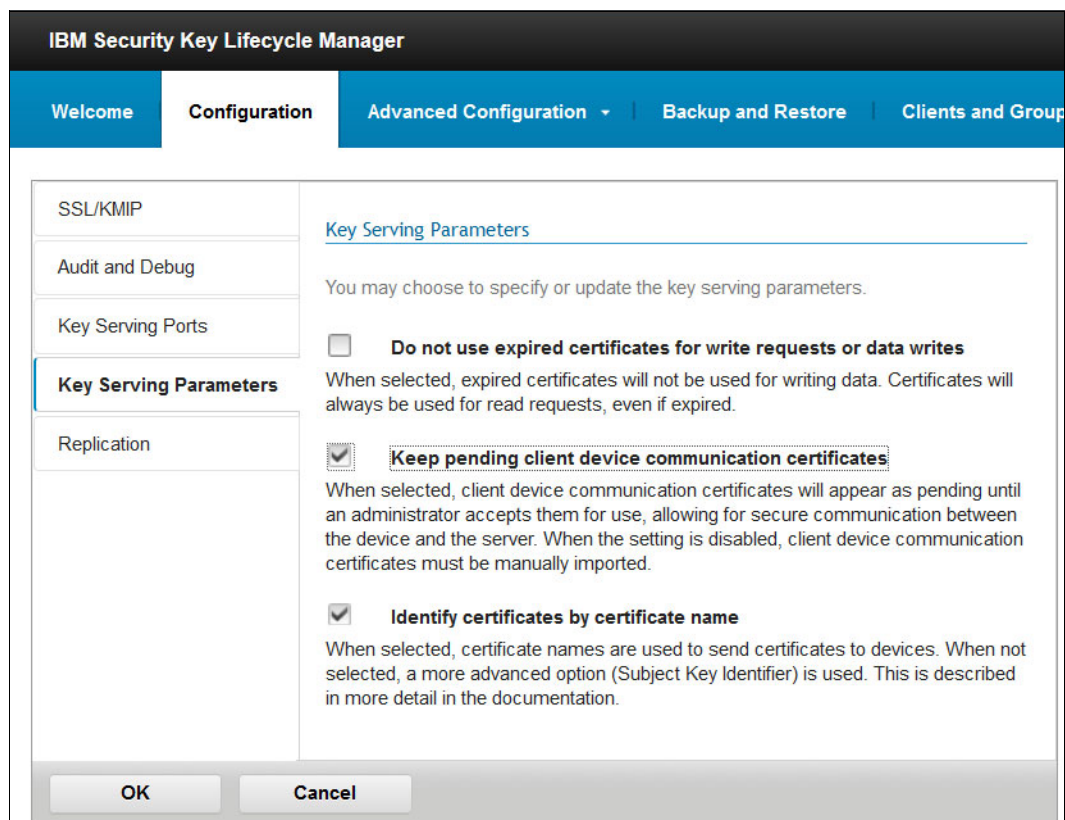 IBM Security Key Lifecycle Manager
Welcome Configuration Advanced Configuration Backup and Restore Clients and Group
SSL/KMIP
Audit and Debug
Key Serving Ports
Key Serving Parameters
Replication
Key Serving Parameters
You may choose to specify or update the key serving parameters.
Do not use expired certificates for write requests or data writes
When selected, expired certificates will not be used for writing data. Certificates will
always be used for read requests, even if expired.
Keep pending client device communication certificates
When selected, client device communication certificates will appear as pending until
an administrator accepts them for use, allowing for secure communication between
the device and the server. When the setting is disabled, client device communication
certificates must be manually imported.
Identify certificates by certificate name
When selected, certificate names are used to send certificates to devices. When not
selected, a more advanced option (Subject Key Identifier) is used. This is described
in more detail in the documentation.
OK Cancel